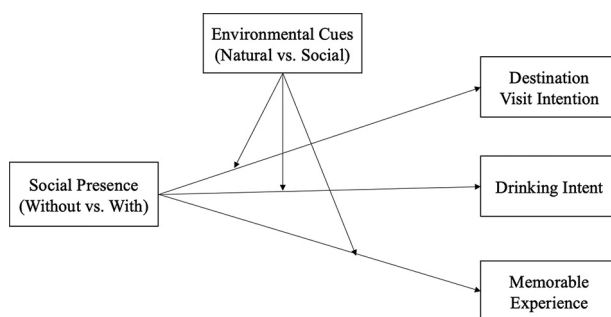 Environmental Cues
(Natural vs. Social)
Destination
Visit Intention
Social Presence
(Without vs. With)
Drinking Intent
Memorable
Experience